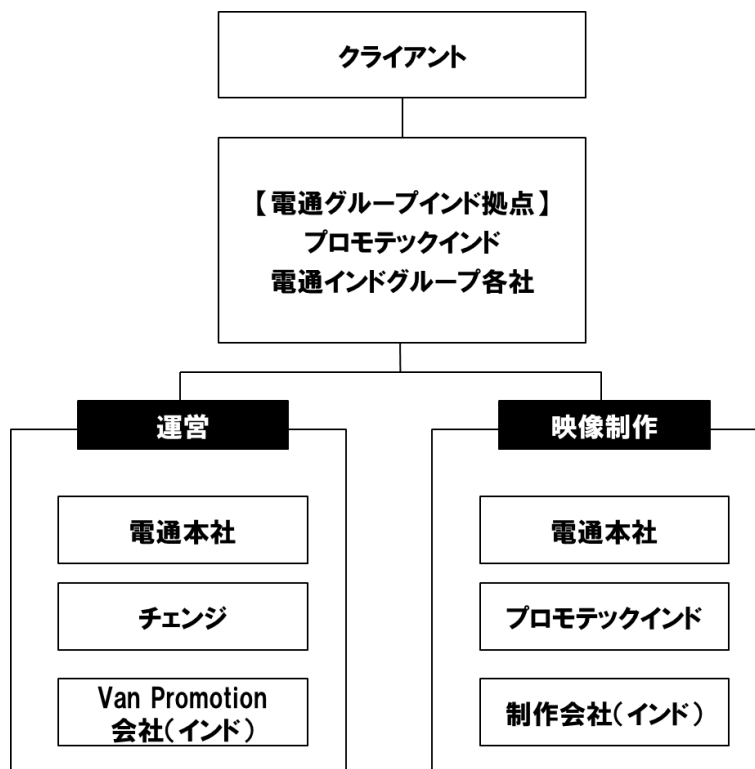 クライアント
【電通グループインド拠点】
プロモテックインド
電通インドグループ各社
運営
電通本社
チェンジ
Van Promotion
会社（インド）
映像制作
電通本社
プロモテックインド
制作会社（インド）